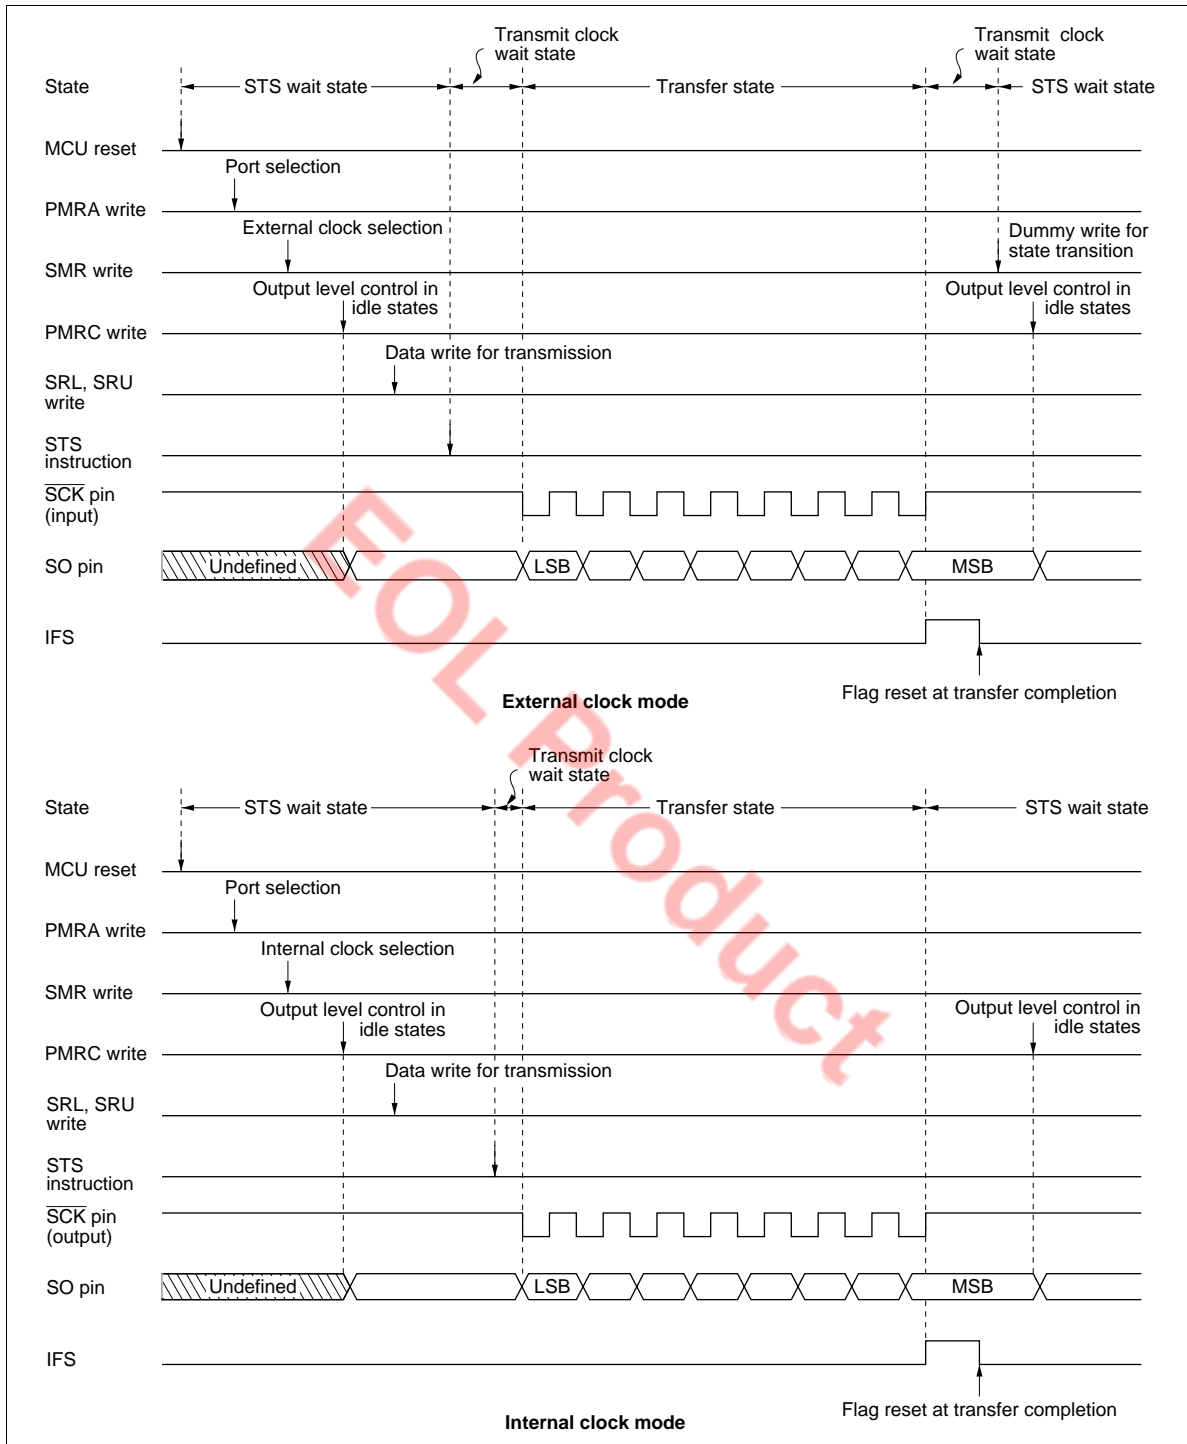 Transmit clock
wait state
Transmit clock
wait state
State
STS wait state
Transfer state
STS wait state
MCU reset
Port selection
PMRA write
External clock selection
Dummy write for
state transition
SMR write
Output level control in
idle states
Output level control in
idle states
PMRC write
Data write for transmission
SRL, SRU
write
STS
instruction
SCK pin
(input)
SO pin
Undefined
LSB
MSB
IFS
Flag reset at transfer completion
External clock mode
Transmit clock
wait state
State
STS wait state
Transfer state
STS wait state
MCU reset
Port selection
PMRA write
Internal clock selection
SMR write
Output level control in
idle states
Output level control in
idle states
PMRC write
Data write for transmission
SRL, SRU
write
STS
instruction
SCK pin
(output)
SO pin
Undefined
LSB
MSB
IFS
Flag reset at transfer completion
Internal clock mode
EOL Product